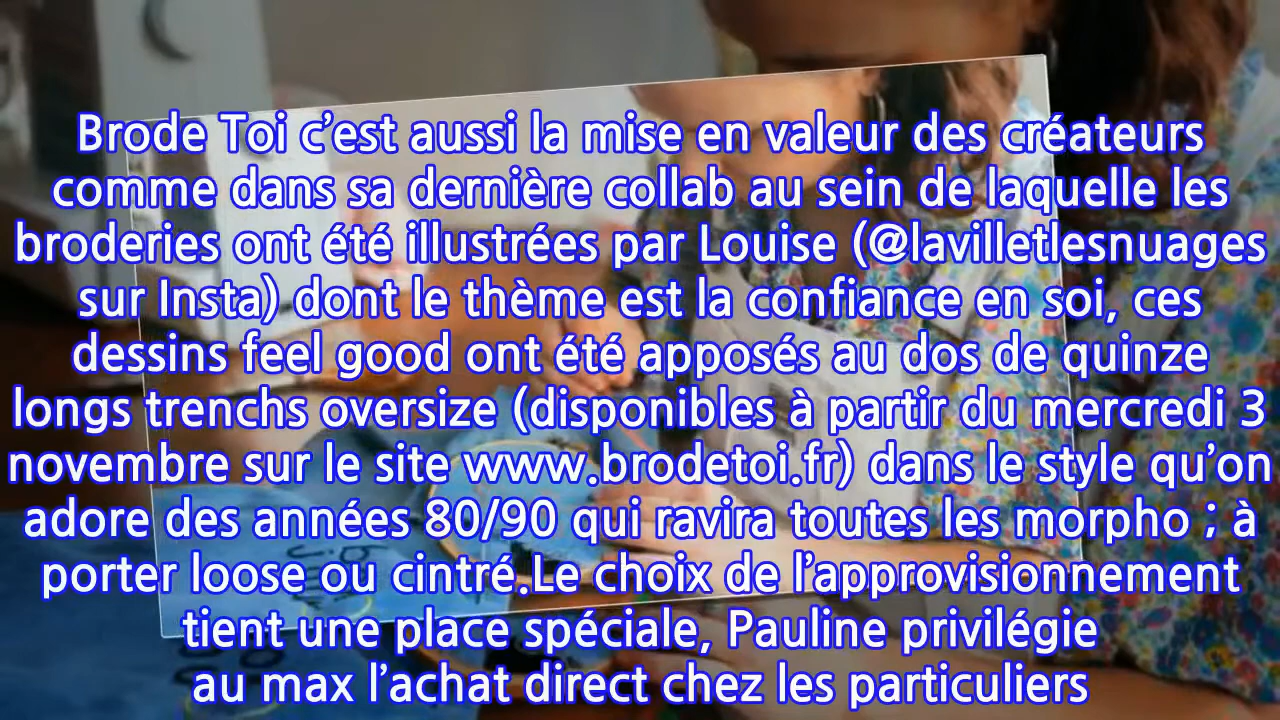 Brode Toi c’est aussi la mise en valeur des créateurs
comme dans sa dernière collab au sein de laquelle les
broderies ont été illustrées par Louise (@lavilletlesnuages
sur Insta) dont le thème est la confiance en soi, ces
dessins feel good ont été apposés au dos de quinze
longs trenchs oversize (disponibles à partir du mercredi 3
novembre sur le site www.brodetoi.fr) dans le style qu’on
adore des années 80/90 qui ravira toutes les morpho ; à
porter loose ou cintré.Le choix de l’approvisionnement
tient une place spéciale, Pauline privilégie
au max l’achat direct chez les particuliers